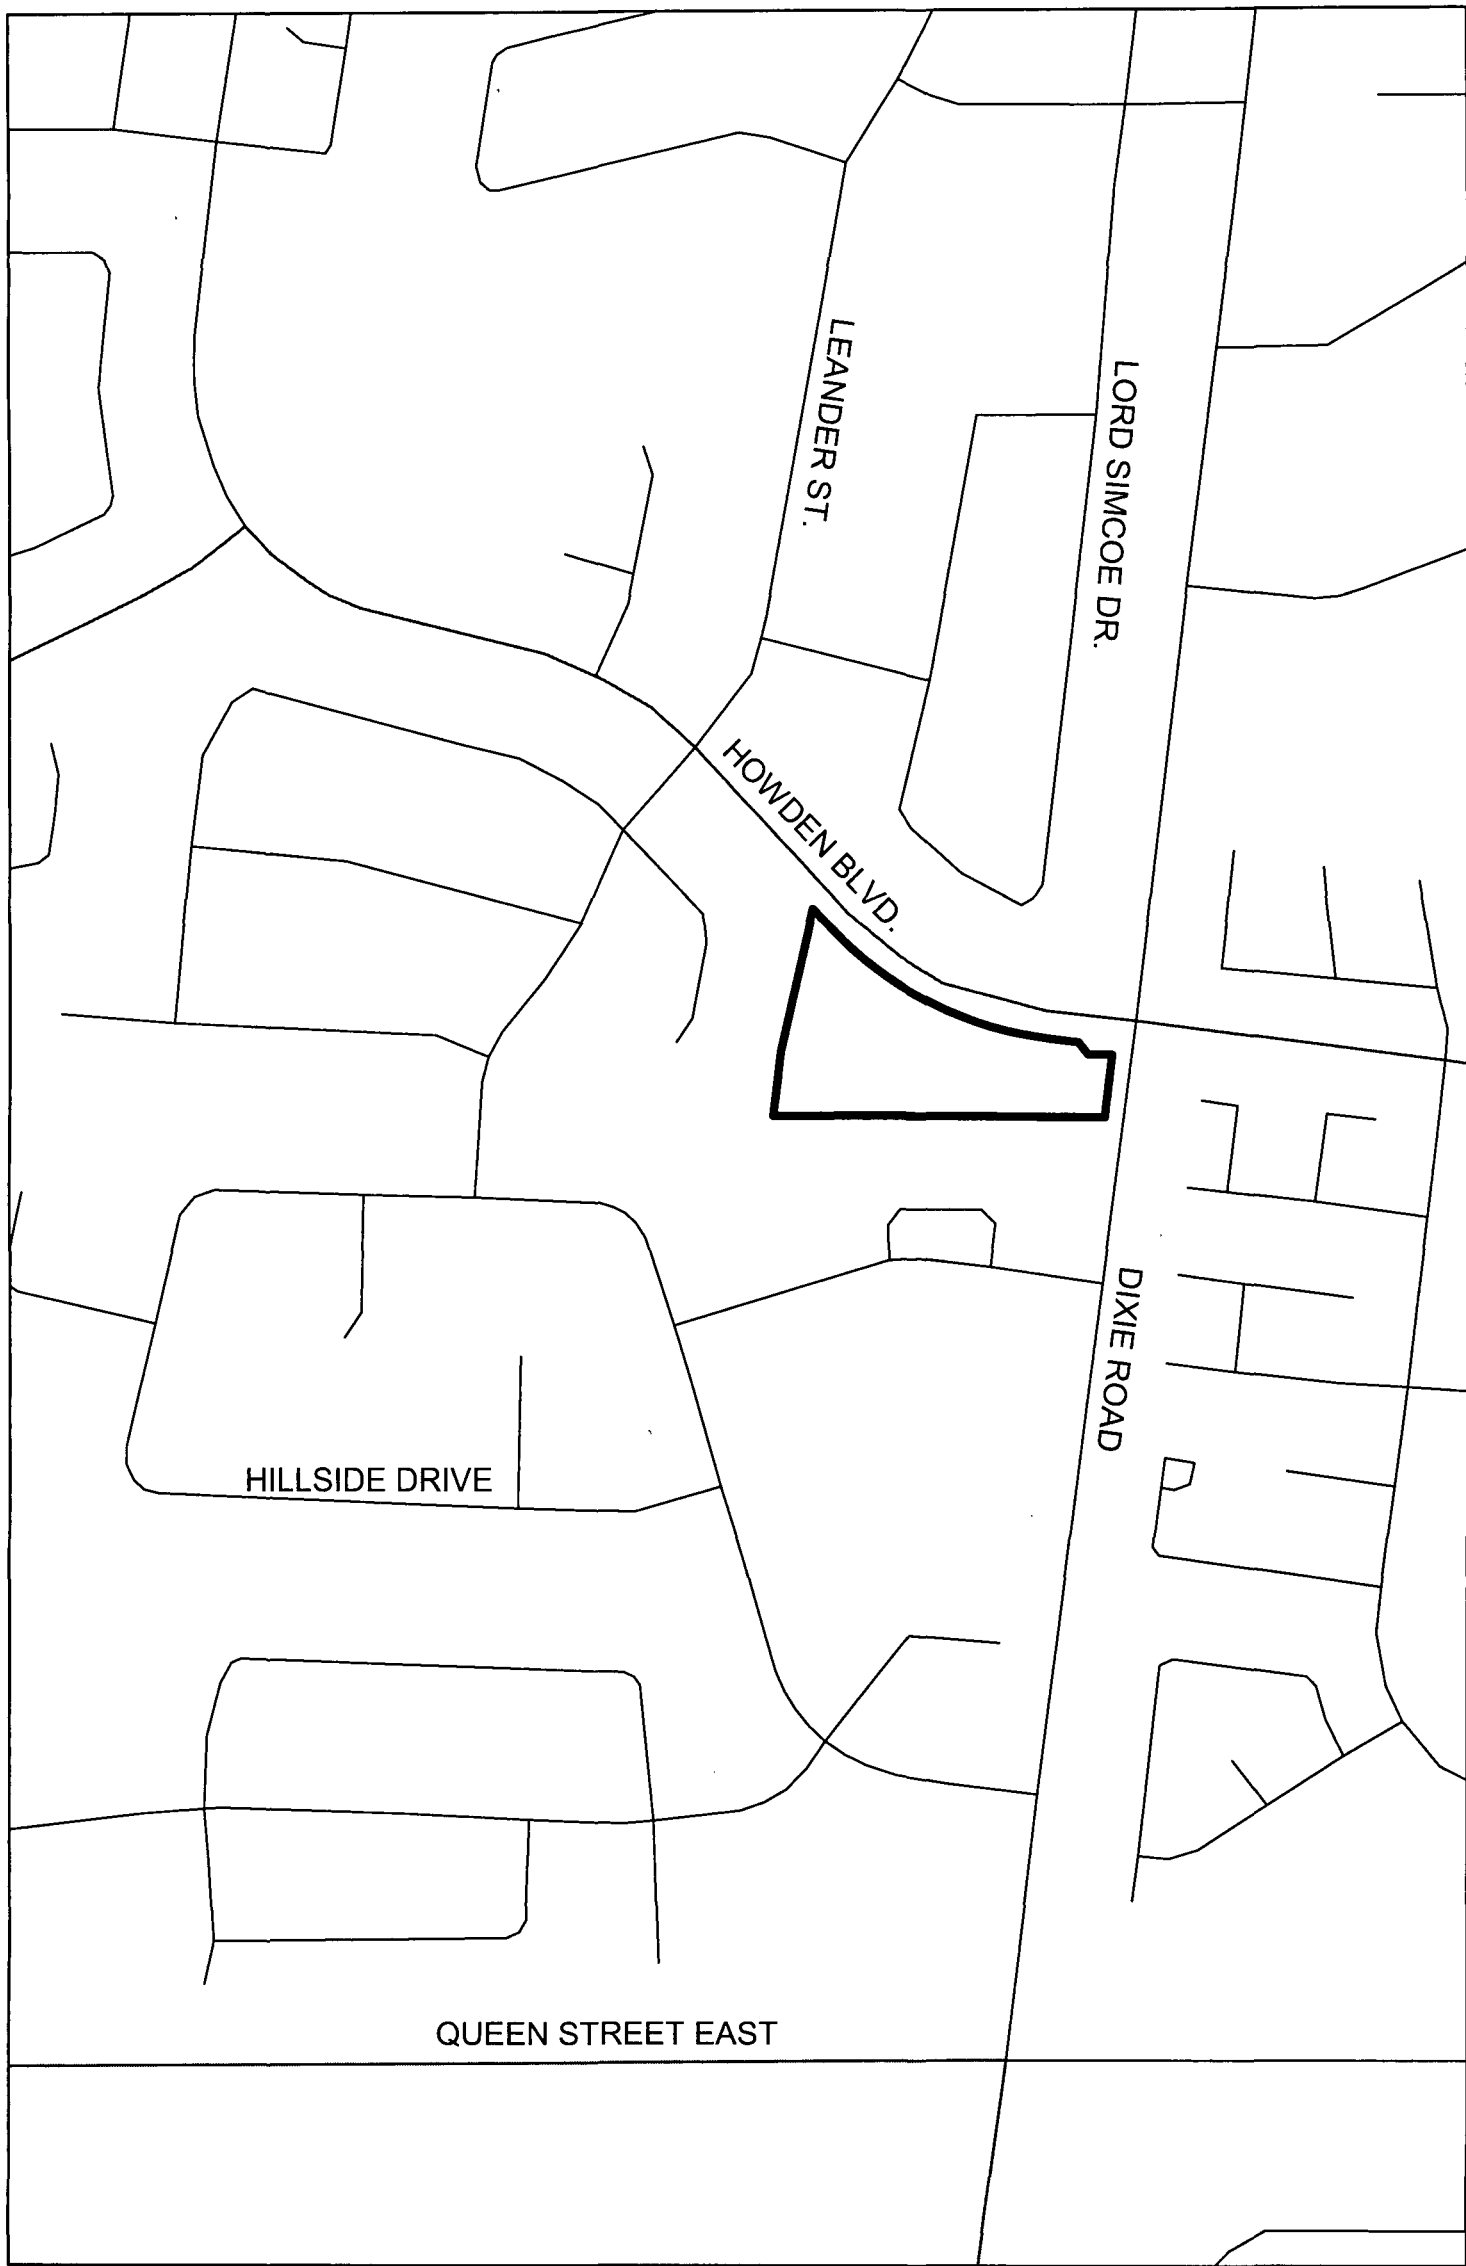 LEANDER ST.
LORD SIMCOE DR.
HOWDEN BLVD.
DIXIE ROAD
HILLSIDE DRIVE
QUEEN STREET EAST